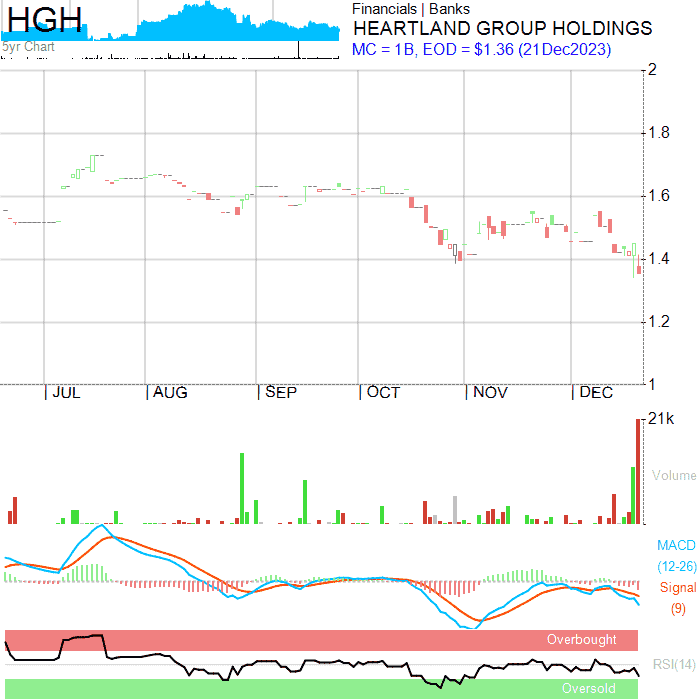 HGH
5yr Chart
Financials | Banks
HEARTLAND GROUP HOLDINGS
MC = 1B, EOD = $1.36 (21Dec2023)
2
1.8
1.6
1.4
1.2
1
JUL
AUG
SEP
OCT
NOV
DEC
21k
Volume
MACD
(12-26)
Signal
(9)
Overbought
RSI(14)
Oversold